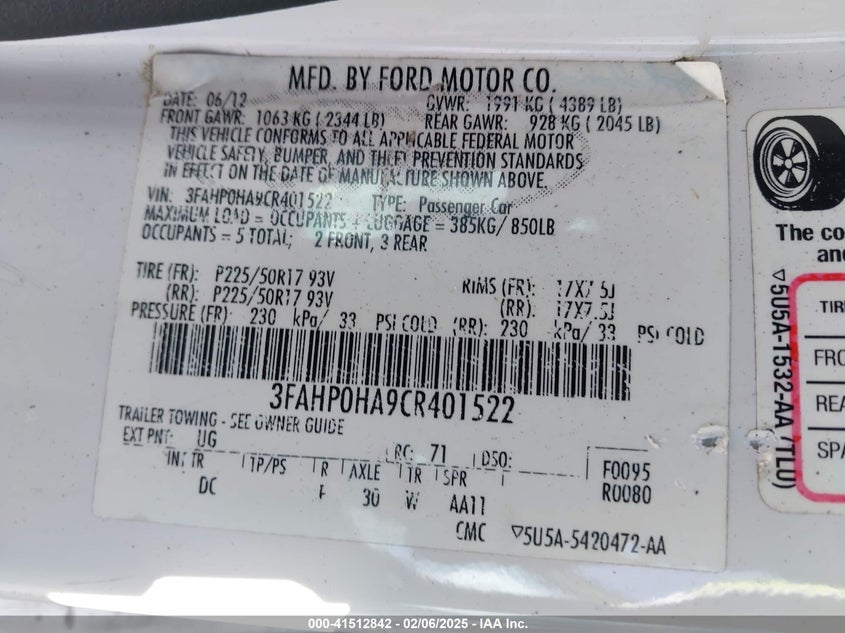 MFD. BY FORD MOTOR CO.
DATE: 06/12 GVWR: 1991 KG ( 4389 LB)
FRONT GAWR: 1063 KG ( 2344 LB) REAR GAWR: 928 KG ( 2045 LB)
THIS VEHICLE CONFORMS TO ALL APPLICABLE FEDERAL MOTOR
VEHICLE SAFETY, BUMPER, AND THEFT PREVENTION STANDARDS
IN EFFECT ON THE DATE OF MANUFACTURE SHOWN ABOVE.
VIN: 3FAHP0HA9CR401522 TYPE: Passenger Car
MAXIMUM LOAD = OCCUPANTS + LUGGAGE = 385KG/ 850LB
OCCUPANTS = 5 TOTAL; 2 FRONT, 3 REAR
TIRE (FR): P225/50R17 93V RIMS (FR): 17X7.5J
(RR): P225/50R17 93V (RR): 17X7.5J
PRESSURE (FR): 230 kPa/ 33 PSI COLD (RR): 230 kPa/ 33 PSI COLD
3FAHP0HA9CR401522
TRAILER TOWING - SEE OWNER GUIDE
EXT PNT: UG RC: 71 DSO: F0095
INT TR TP/PS R AXLE TR SPR R0080
DC 30 W AA11
CMC ▽5U5A-5420472-AA
The co
and
▽5U5A-1532-AA (TL0)
TIR
FRO
REA
SPA
000-41512842 - 02/06/2025 - IAA Inc.